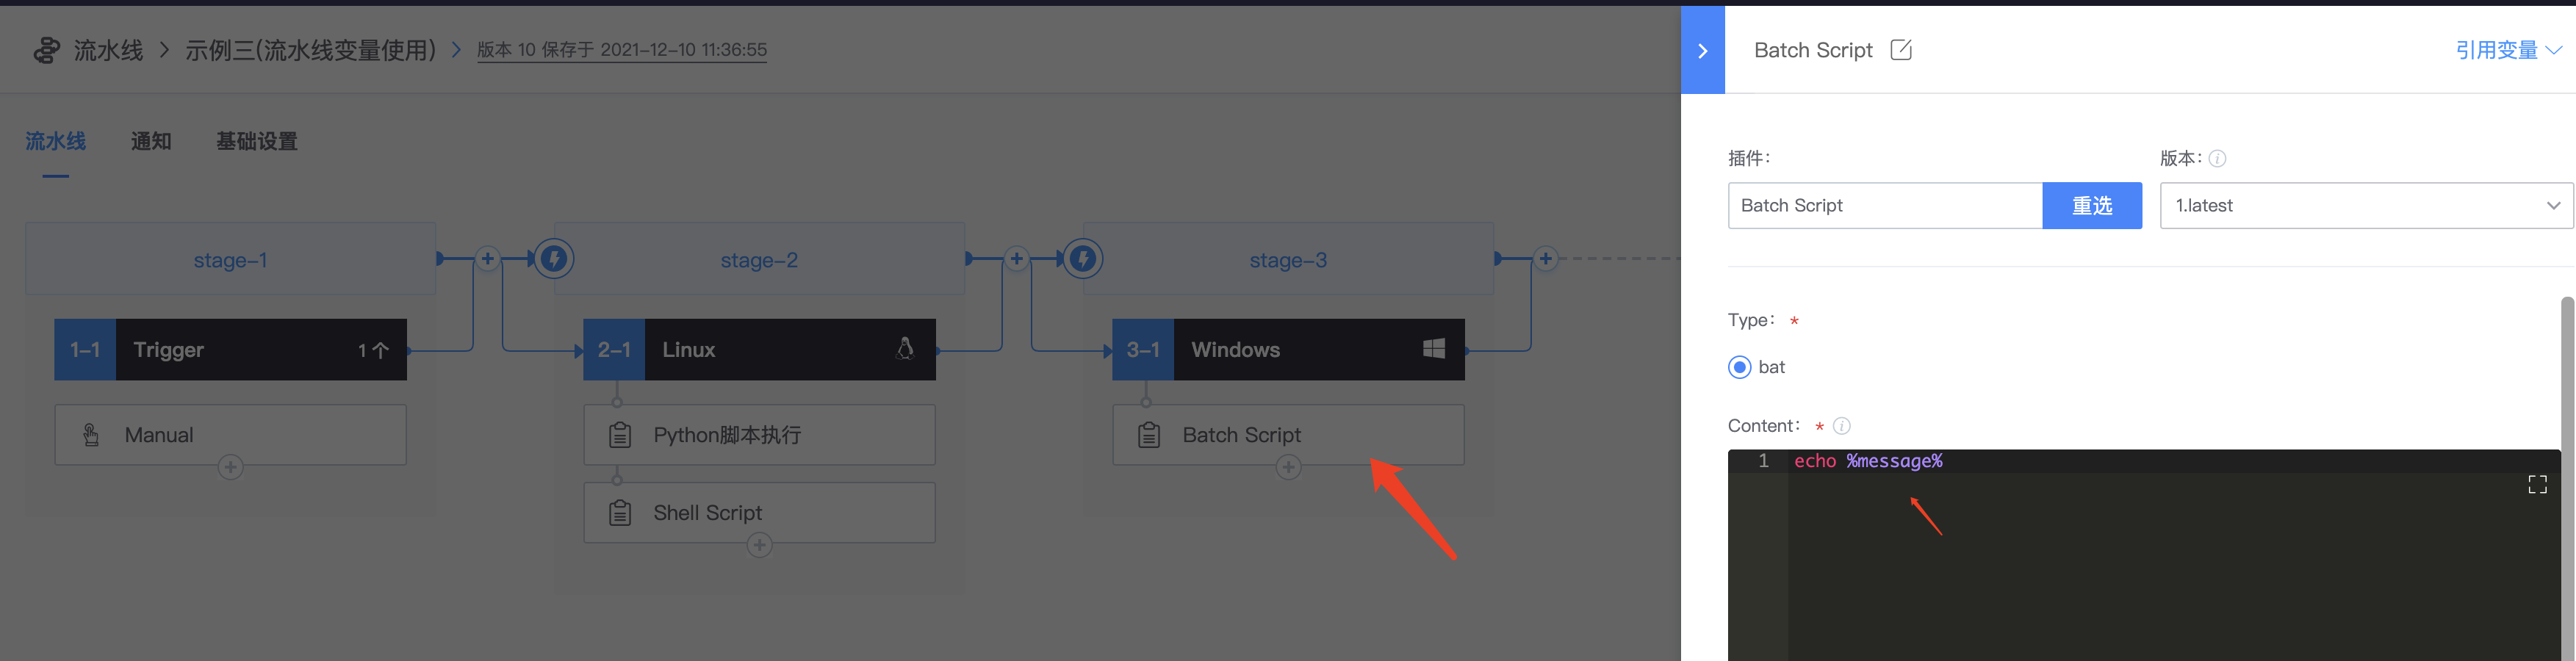 流水线 > 示例三(流水线变量使用) > 版本 10 保存于 2021-12-10 11:36:55
流水线 通知 基础设置
stage-1
1-1 Trigger 1个
Manual
stage-2
2-1 Linux
Python脚本执行
Shell Script
stage-3
3-1 Windows
Batch Script
Batch Script 引用变量
插件: 版本:
Batch Script 重选 1.latest
Type: *
bat
Content: *
1 echo %message%